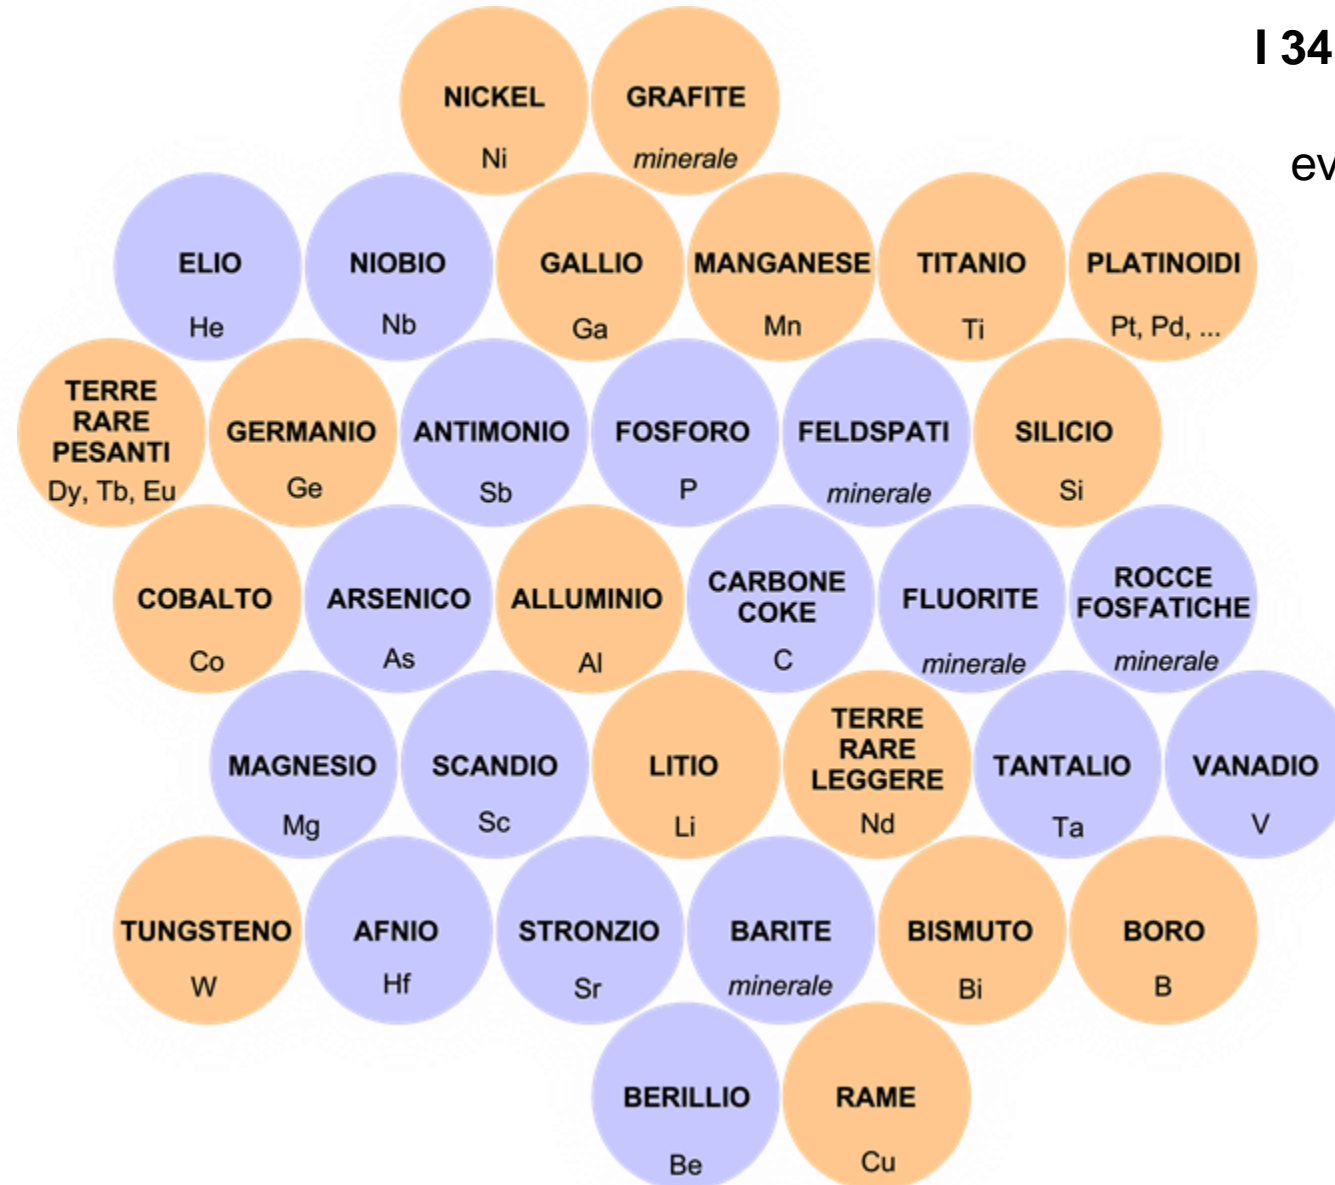 I 34
ev
NICKEL
Ni
GRAFITE
minerale
ELIO
He
NIOBIO
Nb
GALLIO
Ga
MANGANESE
Mn
TITANIO
Ti
PLATINOIDI
Pt, Pd, ...
TERRE
RARE
PESANTI
Dy, Tb, Eu
GERMANIO
Ge
ANTIMONIO
Sb
FOSFORO
P
FELDSPATI
minerale
SILICIO
Si
COBALTO
Co
ARSENICO
As
ALLUMINIO
Al
CARBONE
COKE
C
FLUORITE
minerale
ROCCE
FOSFATICHE
minerale
MAGNESIO
Mg
SCANDIO
Sc
LITIO
Li
TERRE
RARE
LEGGERE
Nd
TANTALIO
Ta
VANADIO
V
TUNGSTENO
W
AFNIO
Hf
STRONZIO
Sr
BARITE
minerale
BISMUTO
Bi
BORO
B
BERILLIO
Be
RAME
Cu